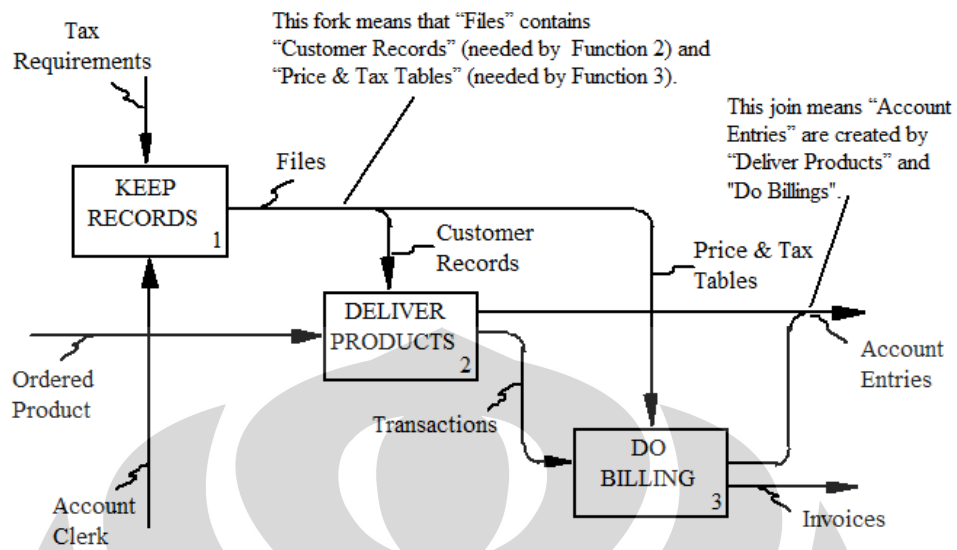 This fork means that “Files” contains
“Customer Records” (needed by Function 2) and
“Price & Tax Tables” (needed by Function 3).
Tax
Requirements
This join means “Account
Entries” are created by
“Deliver Products” and
"Do Billings".
Files
KEEP
RECORDS
1
Customer
Records
Price & Tax
Tables
DELIVER
PRODUCTS
2
Ordered
Product
Account
Entries
Transactions
DO
BILLING
3
Account
Clerk
Invoices